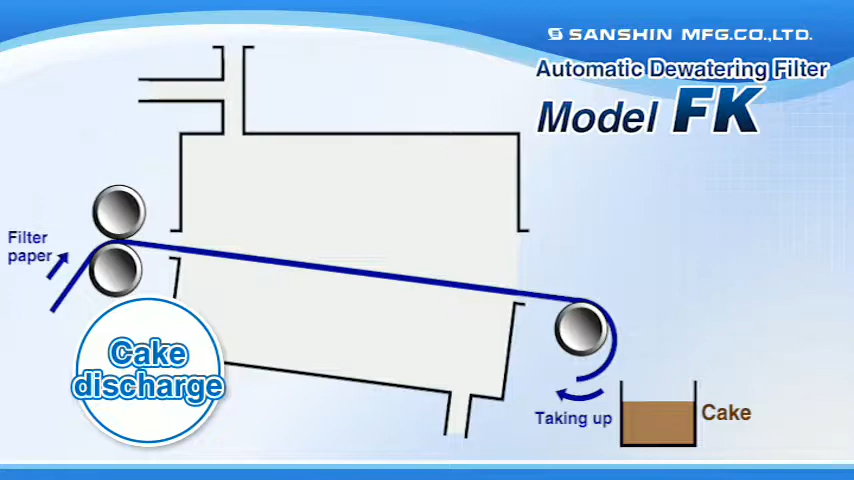 SANSHIN MFG.CO.,LTD.
Automatic Dewatering Filter
Model FK
Filter
paper
Cake
discharge
Taking up
Cake